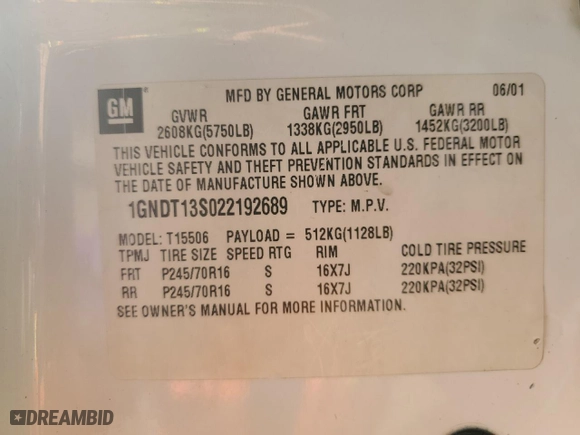 GM
MFD BY GENERAL MOTORS CORP 06/01
GVWR GAWR FRT GAWR RR
2608KG(5750LB) 1338KG(2950LB) 1452KG(3200LB)
THIS VEHICLE CONFORMS TO ALL APPLICABLE U.S. FEDERAL MOTOR
VEHICLE SAFETY AND THEFT PREVENTION STANDARDS IN EFFECT ON
THE DATE OF MANUFACTURE SHOWN ABOVE.
1GNDT13S022192689 TYPE: M.P.V.
MODEL: T15506 PAYLOAD = 512KG(1128LB)
TPMJ TIRE SIZE SPEED RTG RIM COLD TIRE PRESSURE
FRT P245/70R16 S 16X7J 220KPA(32PSI)
RR P245/70R16 S 16X7J 220KPA(32PSI)
SEE OWNER'S MANUAL FOR MORE INFORMATION.
DREAMBID